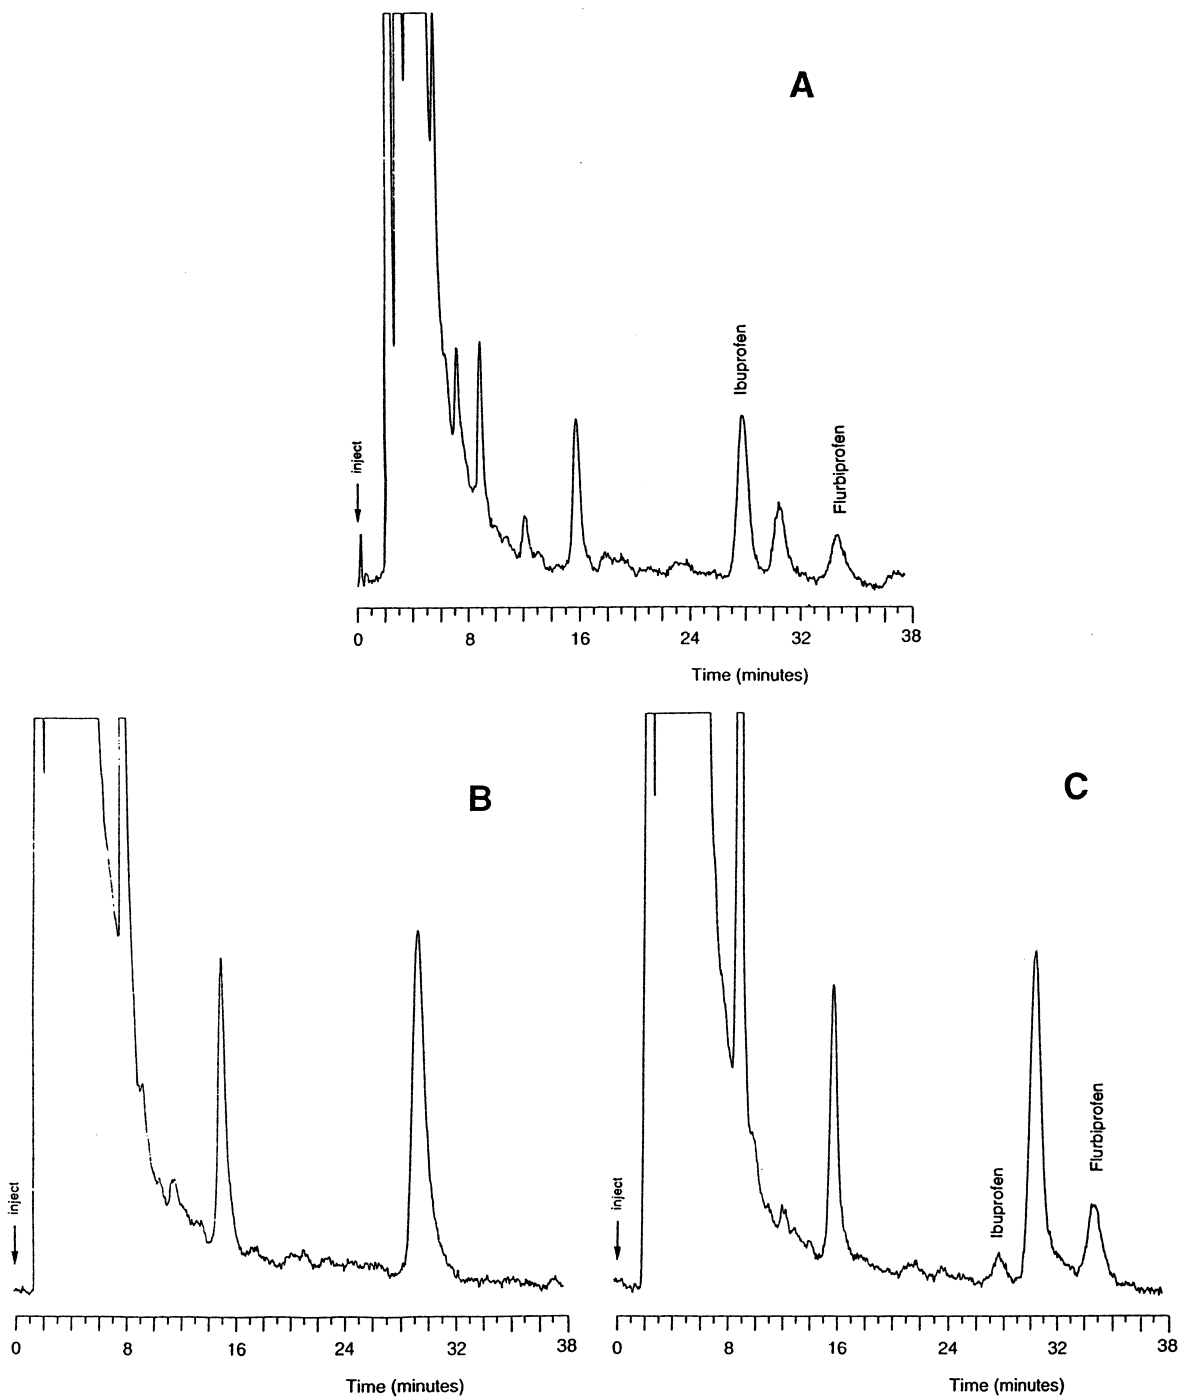 A
Ibuprofen
Flurbiprofen
inject
0 8 16 24 32 38
Time (minutes)
B
inject
0 8 16 24 32 38
Time (minutes)
C
Ibuprofen
Flurbiprofen
inject
0 8 16 24 32 38
Time (minutes)